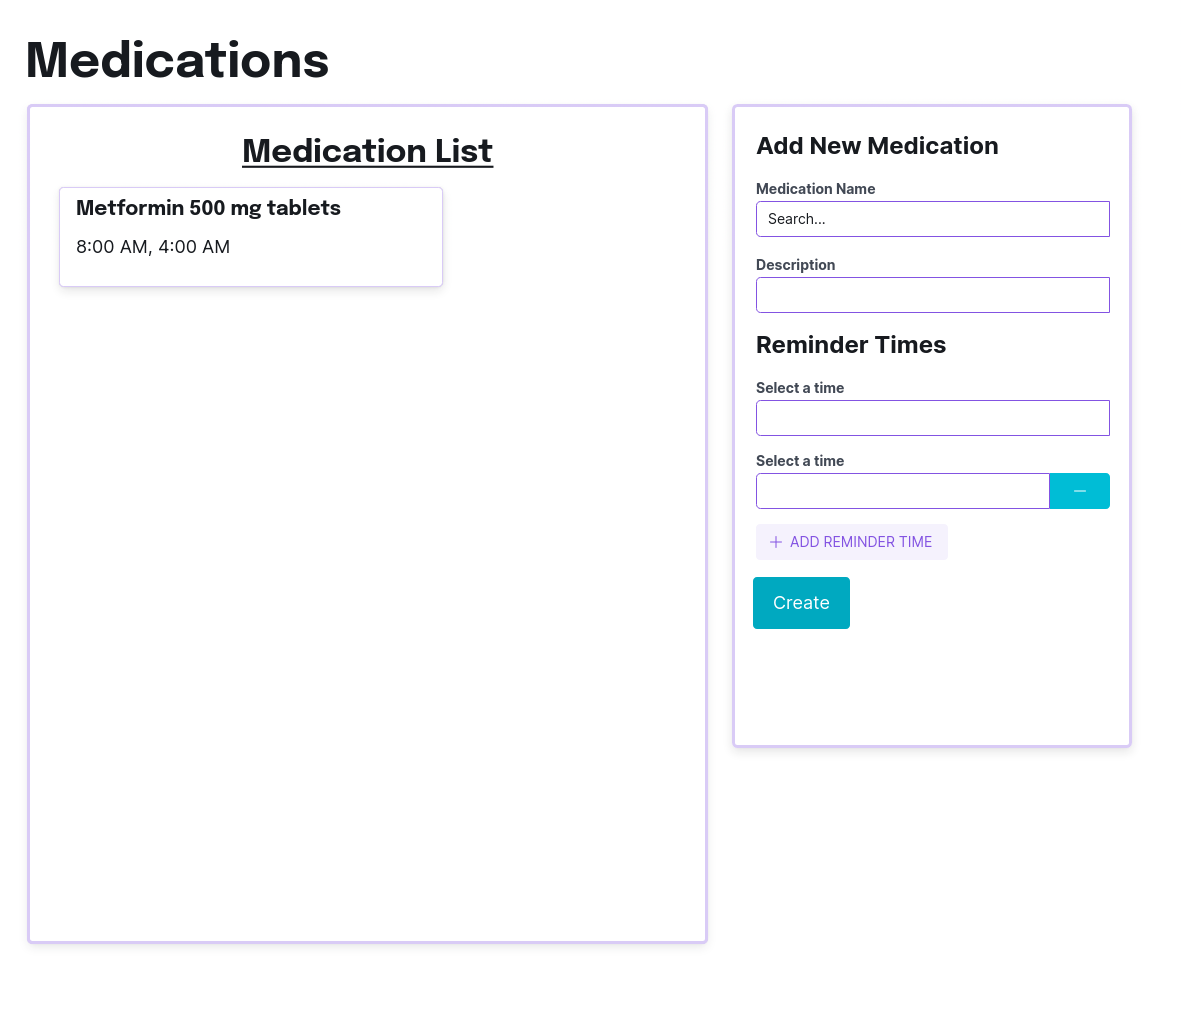 Medications
Medication List
Metformin 500 mg tablets
8:00 AM, 4:00 AM
Add New Medication
Medication Name
Search...
Description
Reminder Times
Select a time
Select a time
ADD REMINDER TIME
Create